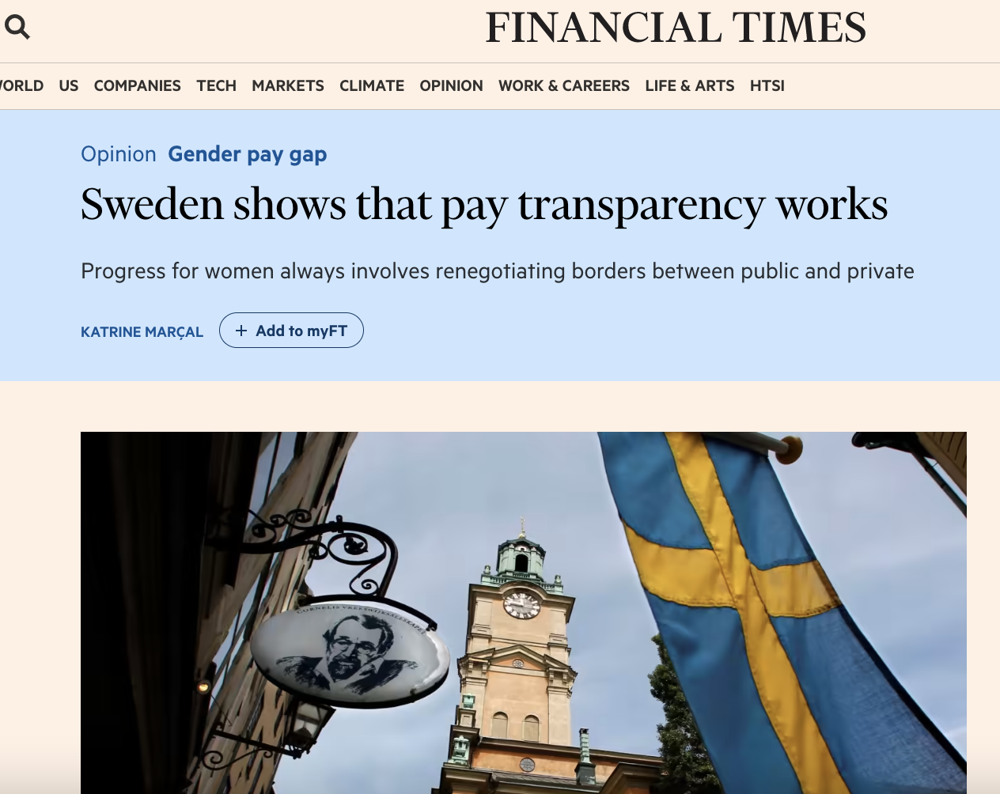 FINANCIAL TIMES
ORLD US COMPANIES TECH MARKETS CLIMATE OPINION WORK & CAREERS LIFE & ARTS HTSI
Opinion Gender pay gap
Sweden shows that pay transparency works
Progress for women always involves renegotiating borders between public and private
KATRINE MARÇAL + Add to myFT
CORNELIS VREESWIJKSÄLLSKAPET